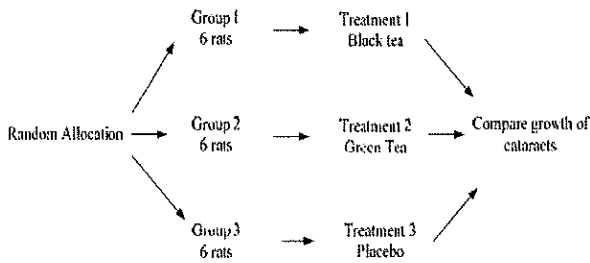 Group 1
6 rats
Treatment 1
Black tea
Random Allocation
Group 2
6 rats
Treatment 2
Green Tea
Compare growth of
cataracts
Group 3
6 rats
Treatment 3
Placebo